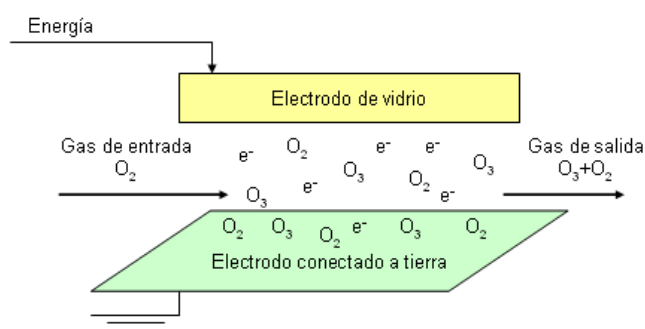 Energía
Electrodo de vidrio
Gas de entrada
O₂
Gas de salida
O₃+O₂
e⁻ O₂ e⁻ e⁻
O₃ O₃
e⁻ O₂
O₃ e⁻
O₂ O₃ O₂ e⁻ O₃ O₂
Electrodo conectado a tierra